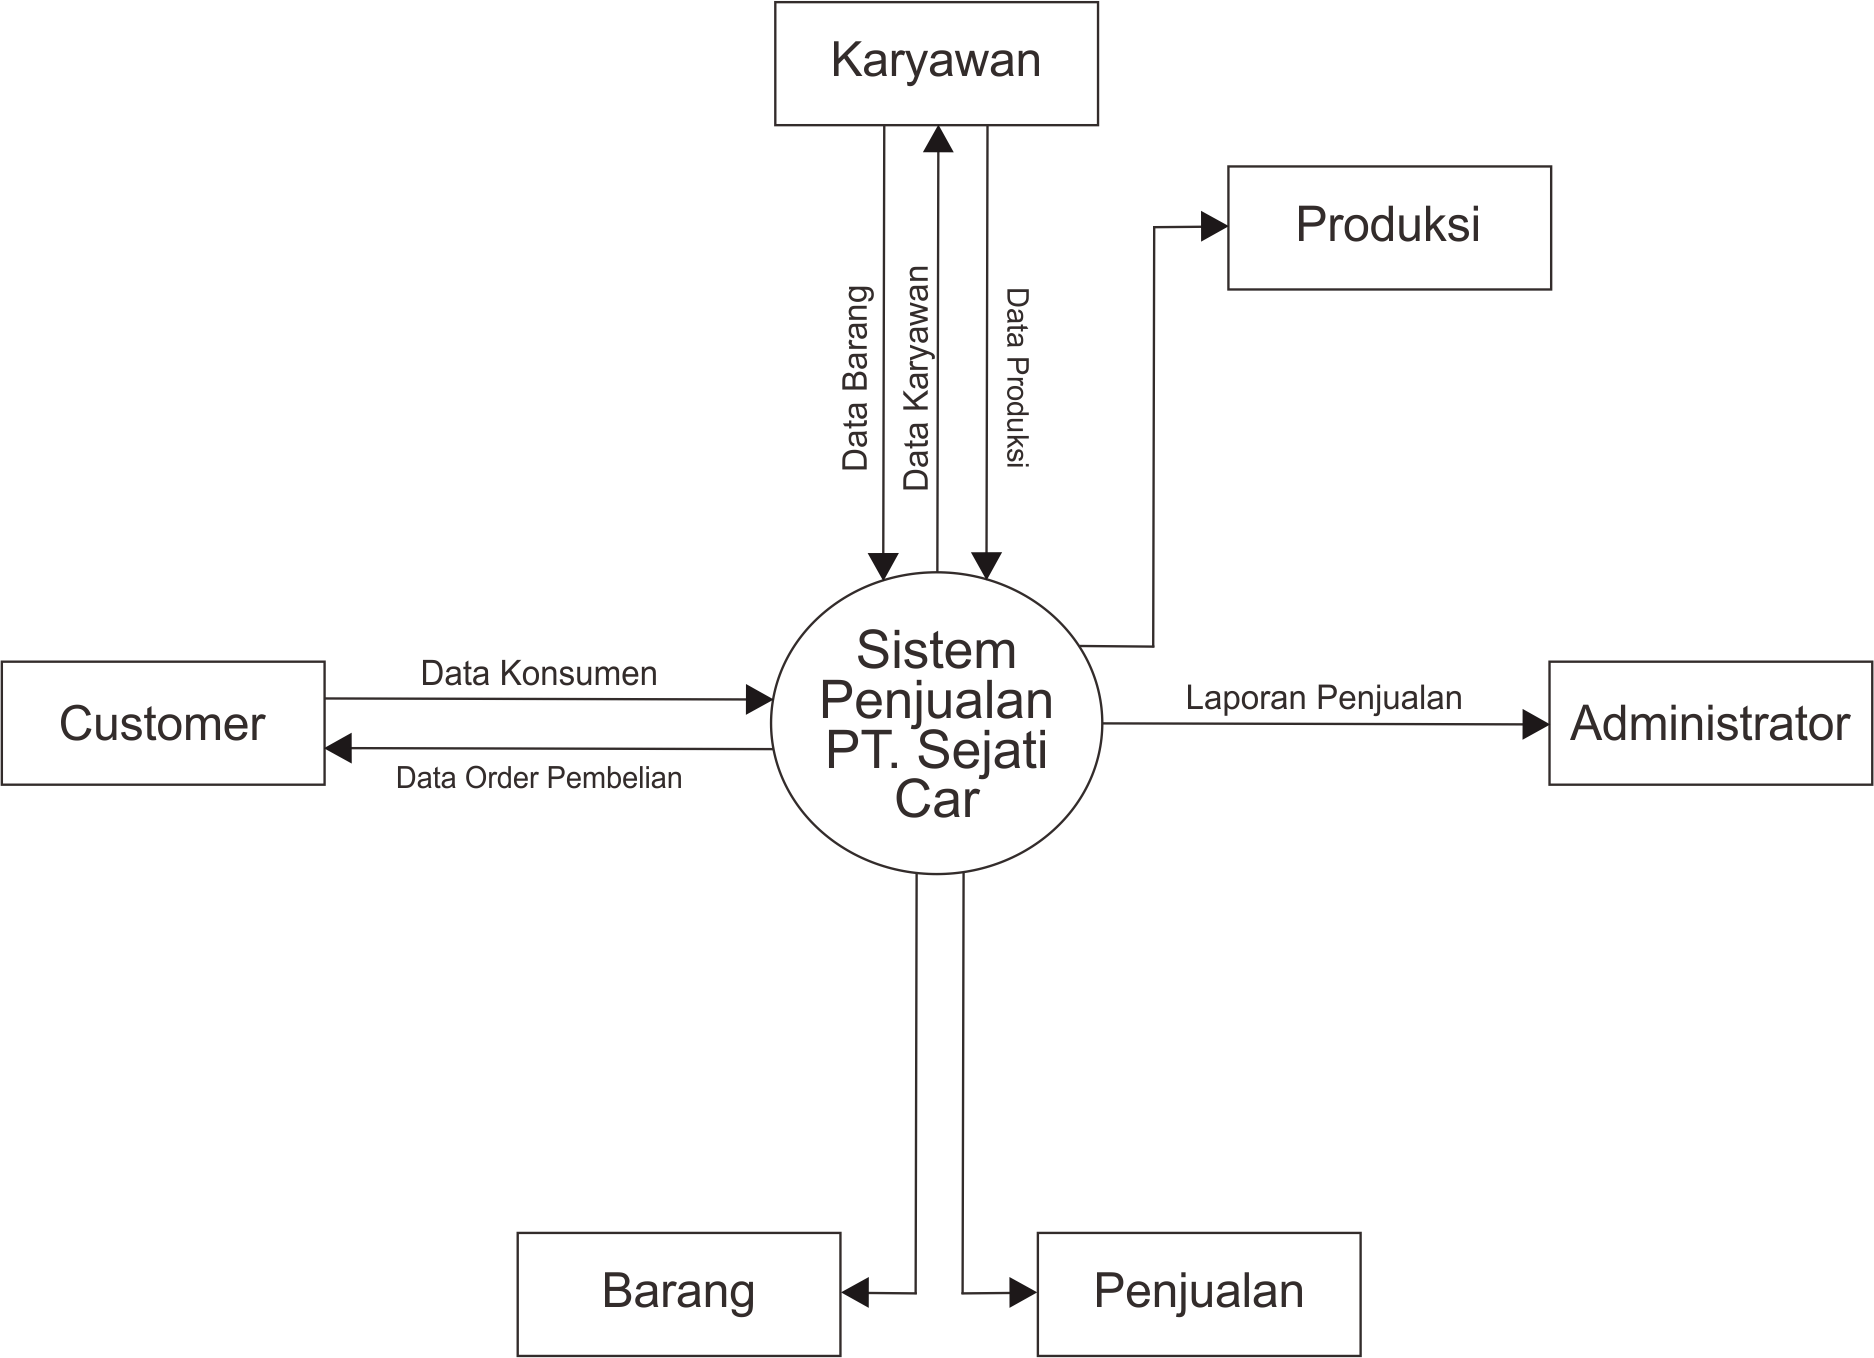 Karyawan
Produksi
Data Barang
Data Karyawan
Data Produksi
Sistem
Penjualan
PT. Sejati
Car
Customer
Data Konsumen
Data Order Pembelian
Laporan Penjualan
Administrator
Barang
Penjualan